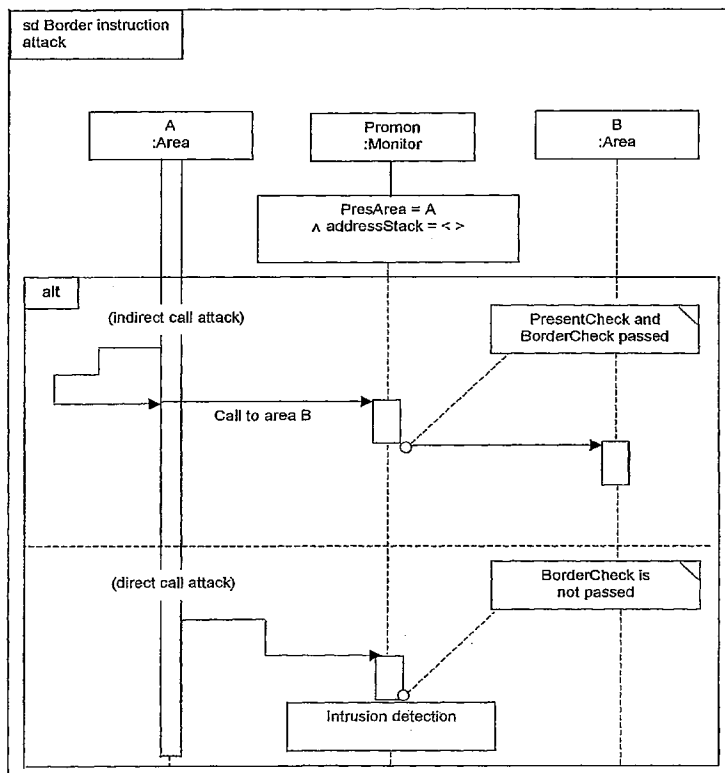 sd Border instruction
attack
A
:Area
Promon
:Monitor
B
:Area
PresArea = A
∧ addressStack = < >
alt
(indirect call attack)
PresentCheck and
BorderCheck passed
Call to area B
(direct call attack)
BorderCheck is
not passed
Intrusion detection